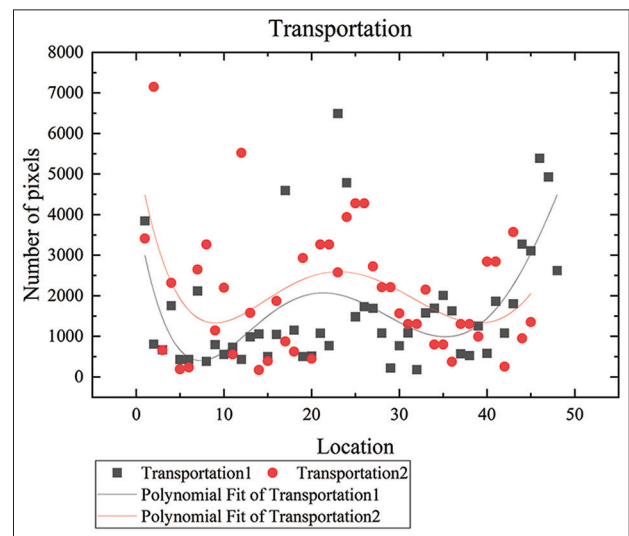 Transportation
8000
7000
6000
5000
4000
3000
2000
1000
0
Number of pixels
0 10 20 30 40 50
Location
Transportation1 Transportation2
Polynomial Fit of Transportation1
Polynomial Fit of Transportation2